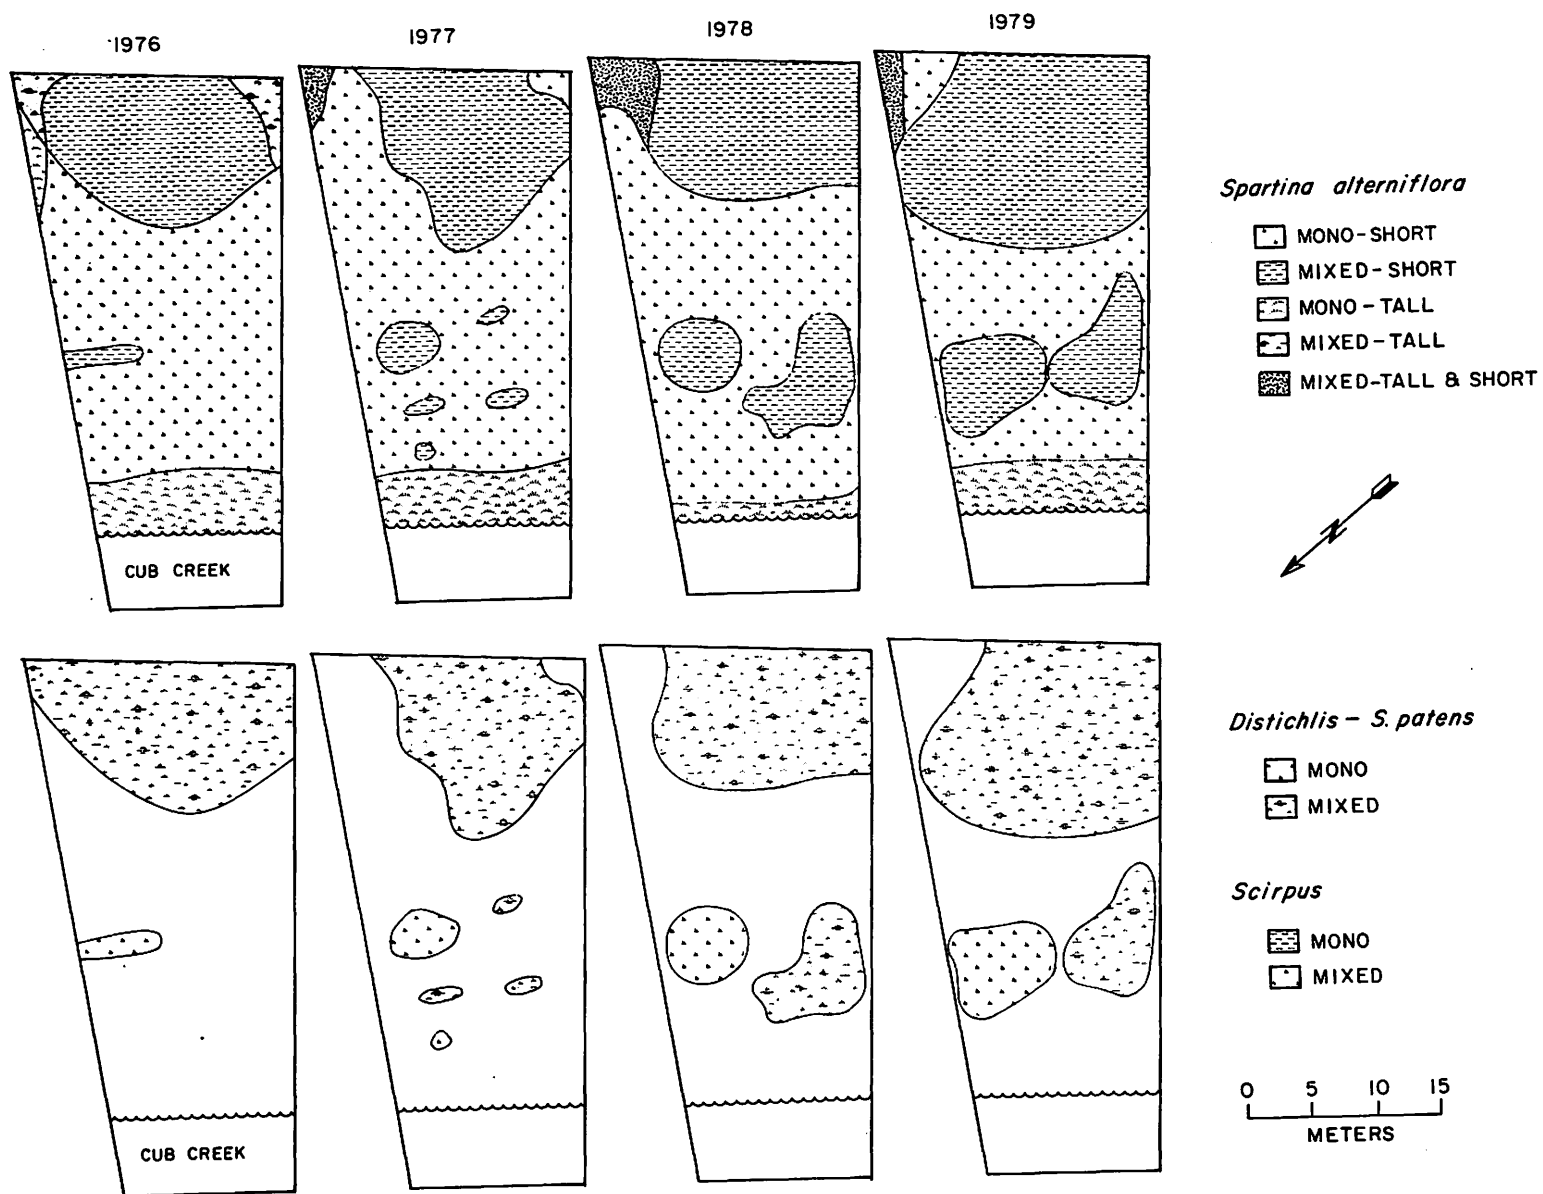 1976
1977
1978
1979
Spartina alterniflora
MONO-SHORT
MIXED-SHORT
MONO-TALL
MIXED-TALL
MIXED-TALL & SHORT
N
CUB CREEK
Distichlis – S. patens
MONO
MIXED
Scirpus
MONO
MIXED
0 5 10 15
METERS
CUB CREEK